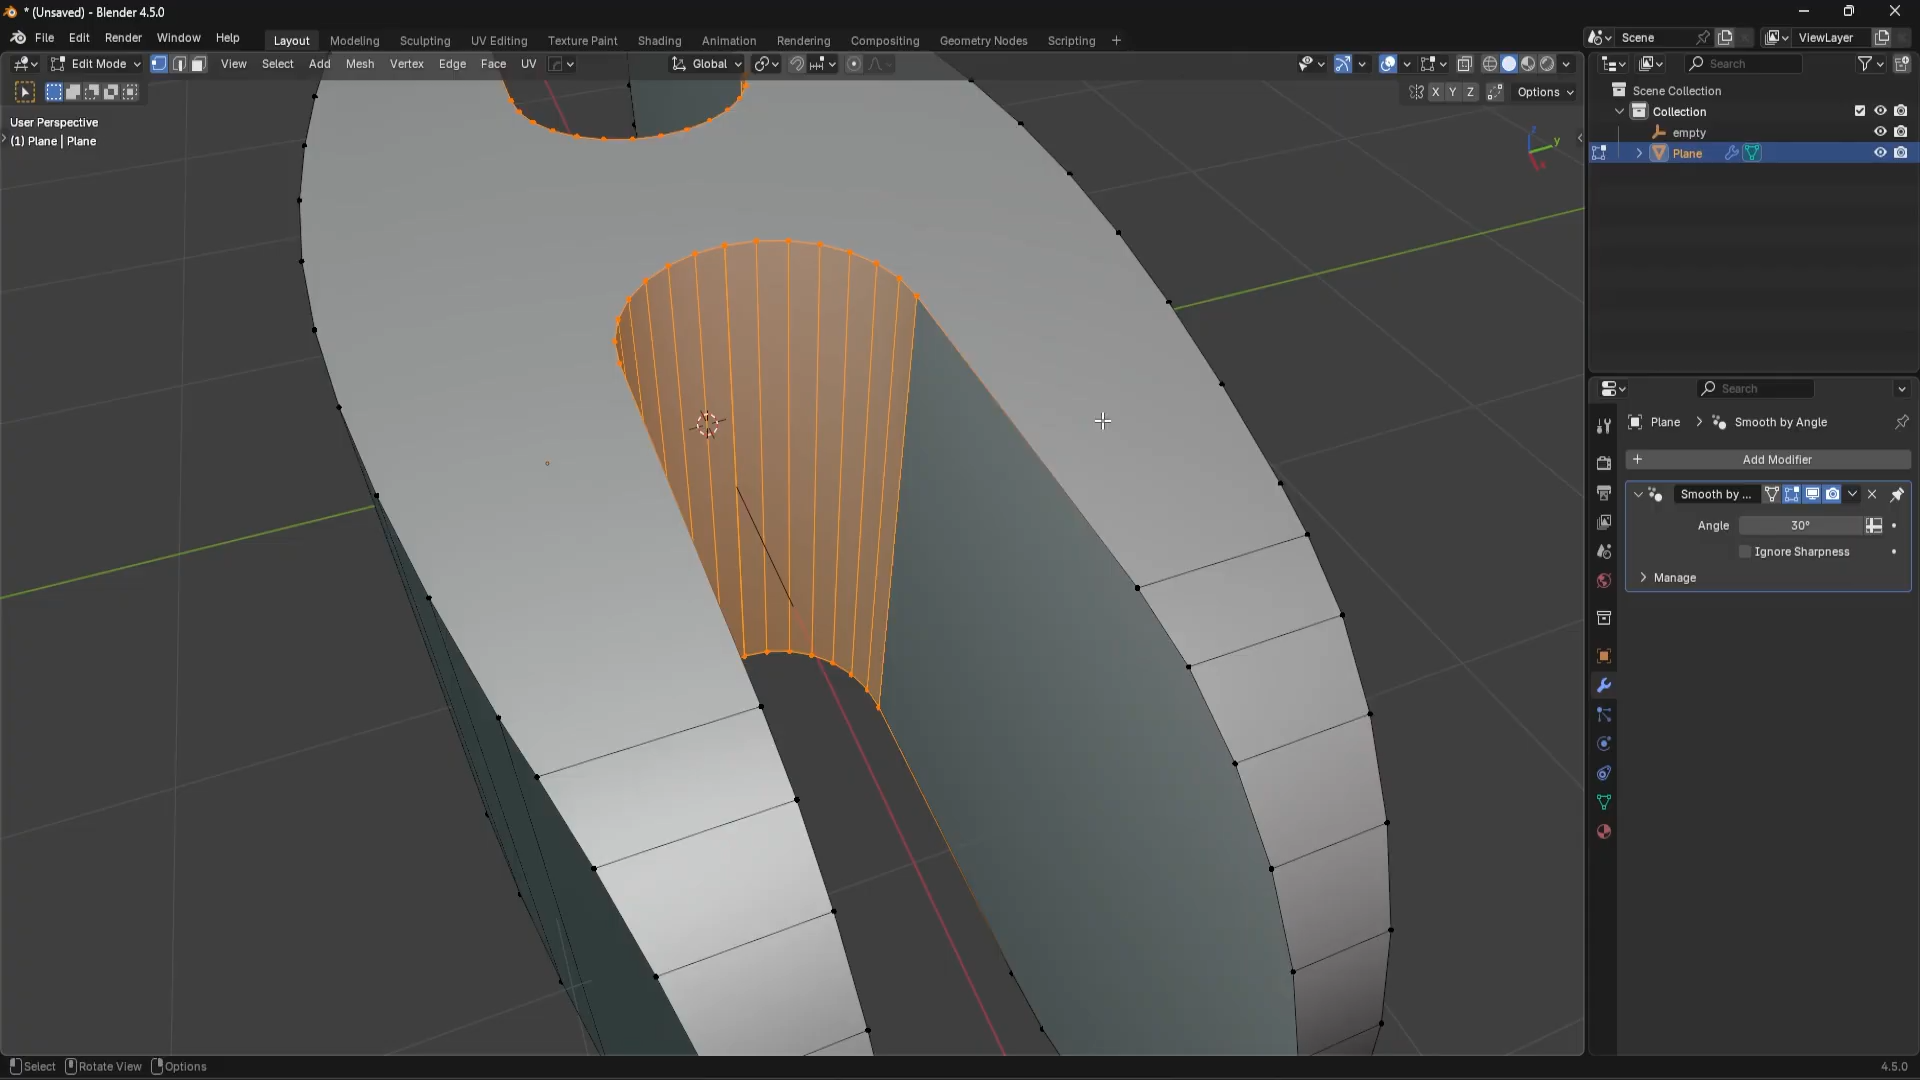 * (Unsaved) - Blender 4.5.0
File Edit Render Window Help
Layout Modeling Sculpting UV Editing Texture Paint Shading Animation Rendering Compositing Geometry Nodes Scripting +
Scene
ViewLayer
Edit Mode View Select Add Mesh Vertex Edge Face UV
Global
Search
X Y Z Options
User Perspective
(1) Plane | Plane
Z
Y
X
Scene Collection
Collection
empty
Plane
Search
Plane > Smooth by Angle
+ Add Modifier
Smooth by ...
Angle 30°
Ignore Sharpness
Manage
Select Rotate View Options
4.5.0